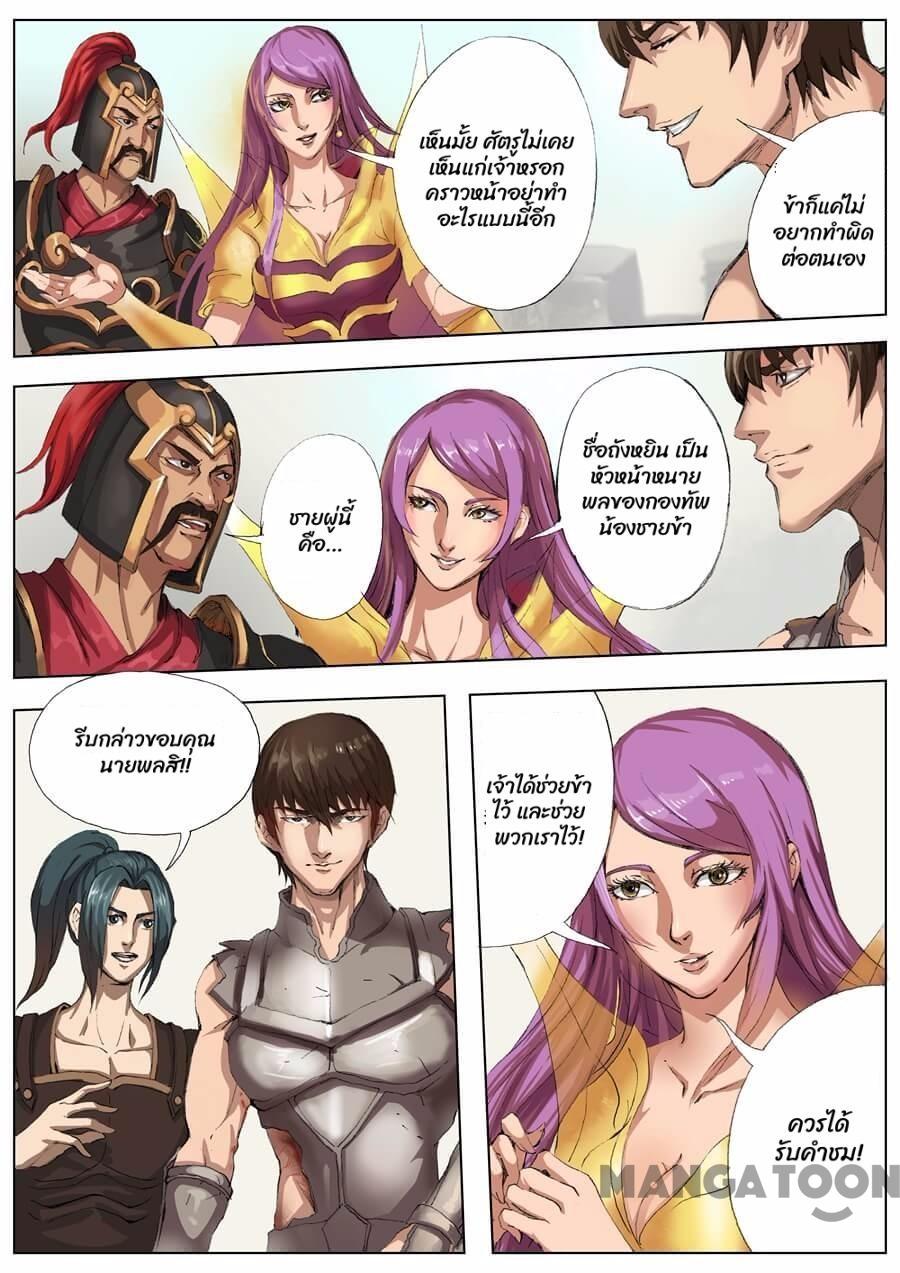 เห็นมั้ย ศัตรูไม่เคย
เห็นแก่เจ้าหรอก
คราวหน้าอย่าทำ
อะไรแบบนี้อีก
ข้าก็แค่ไม่
อยากทำผิด
ต่อตนเอง
ชายผู่นี้
คือ...
ชื่อถังหยิน เป็น
หัวหน้าหนาย
พลของกองทัพ
น้องชายข้า
รีบกล่าวขอบคุณ
นายพลสิ!!
เจ้าได้ช่วยข้า
ไว้ และช่วย
พวกเราไว้!
ควรได้
รับคำชม!
MANGATOON